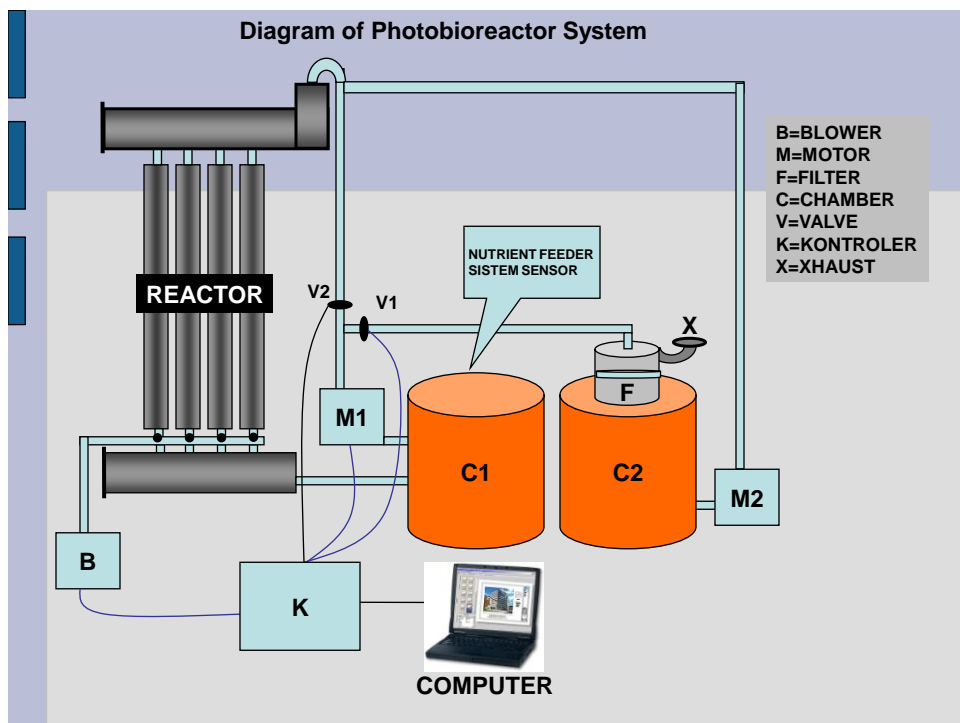 Diagram of Photobioreactor System
B=BLOWER
M=MOTOR
F=FILTER
C=CHAMBER
V=VALVE
K=KONTROLER
X=XHAUST
NUTRIENT FEEDER
SISTEM SENSOR
REACTOR
V2
V1
X
F
M1
C1
C2
M2
B
K
COMPUTER